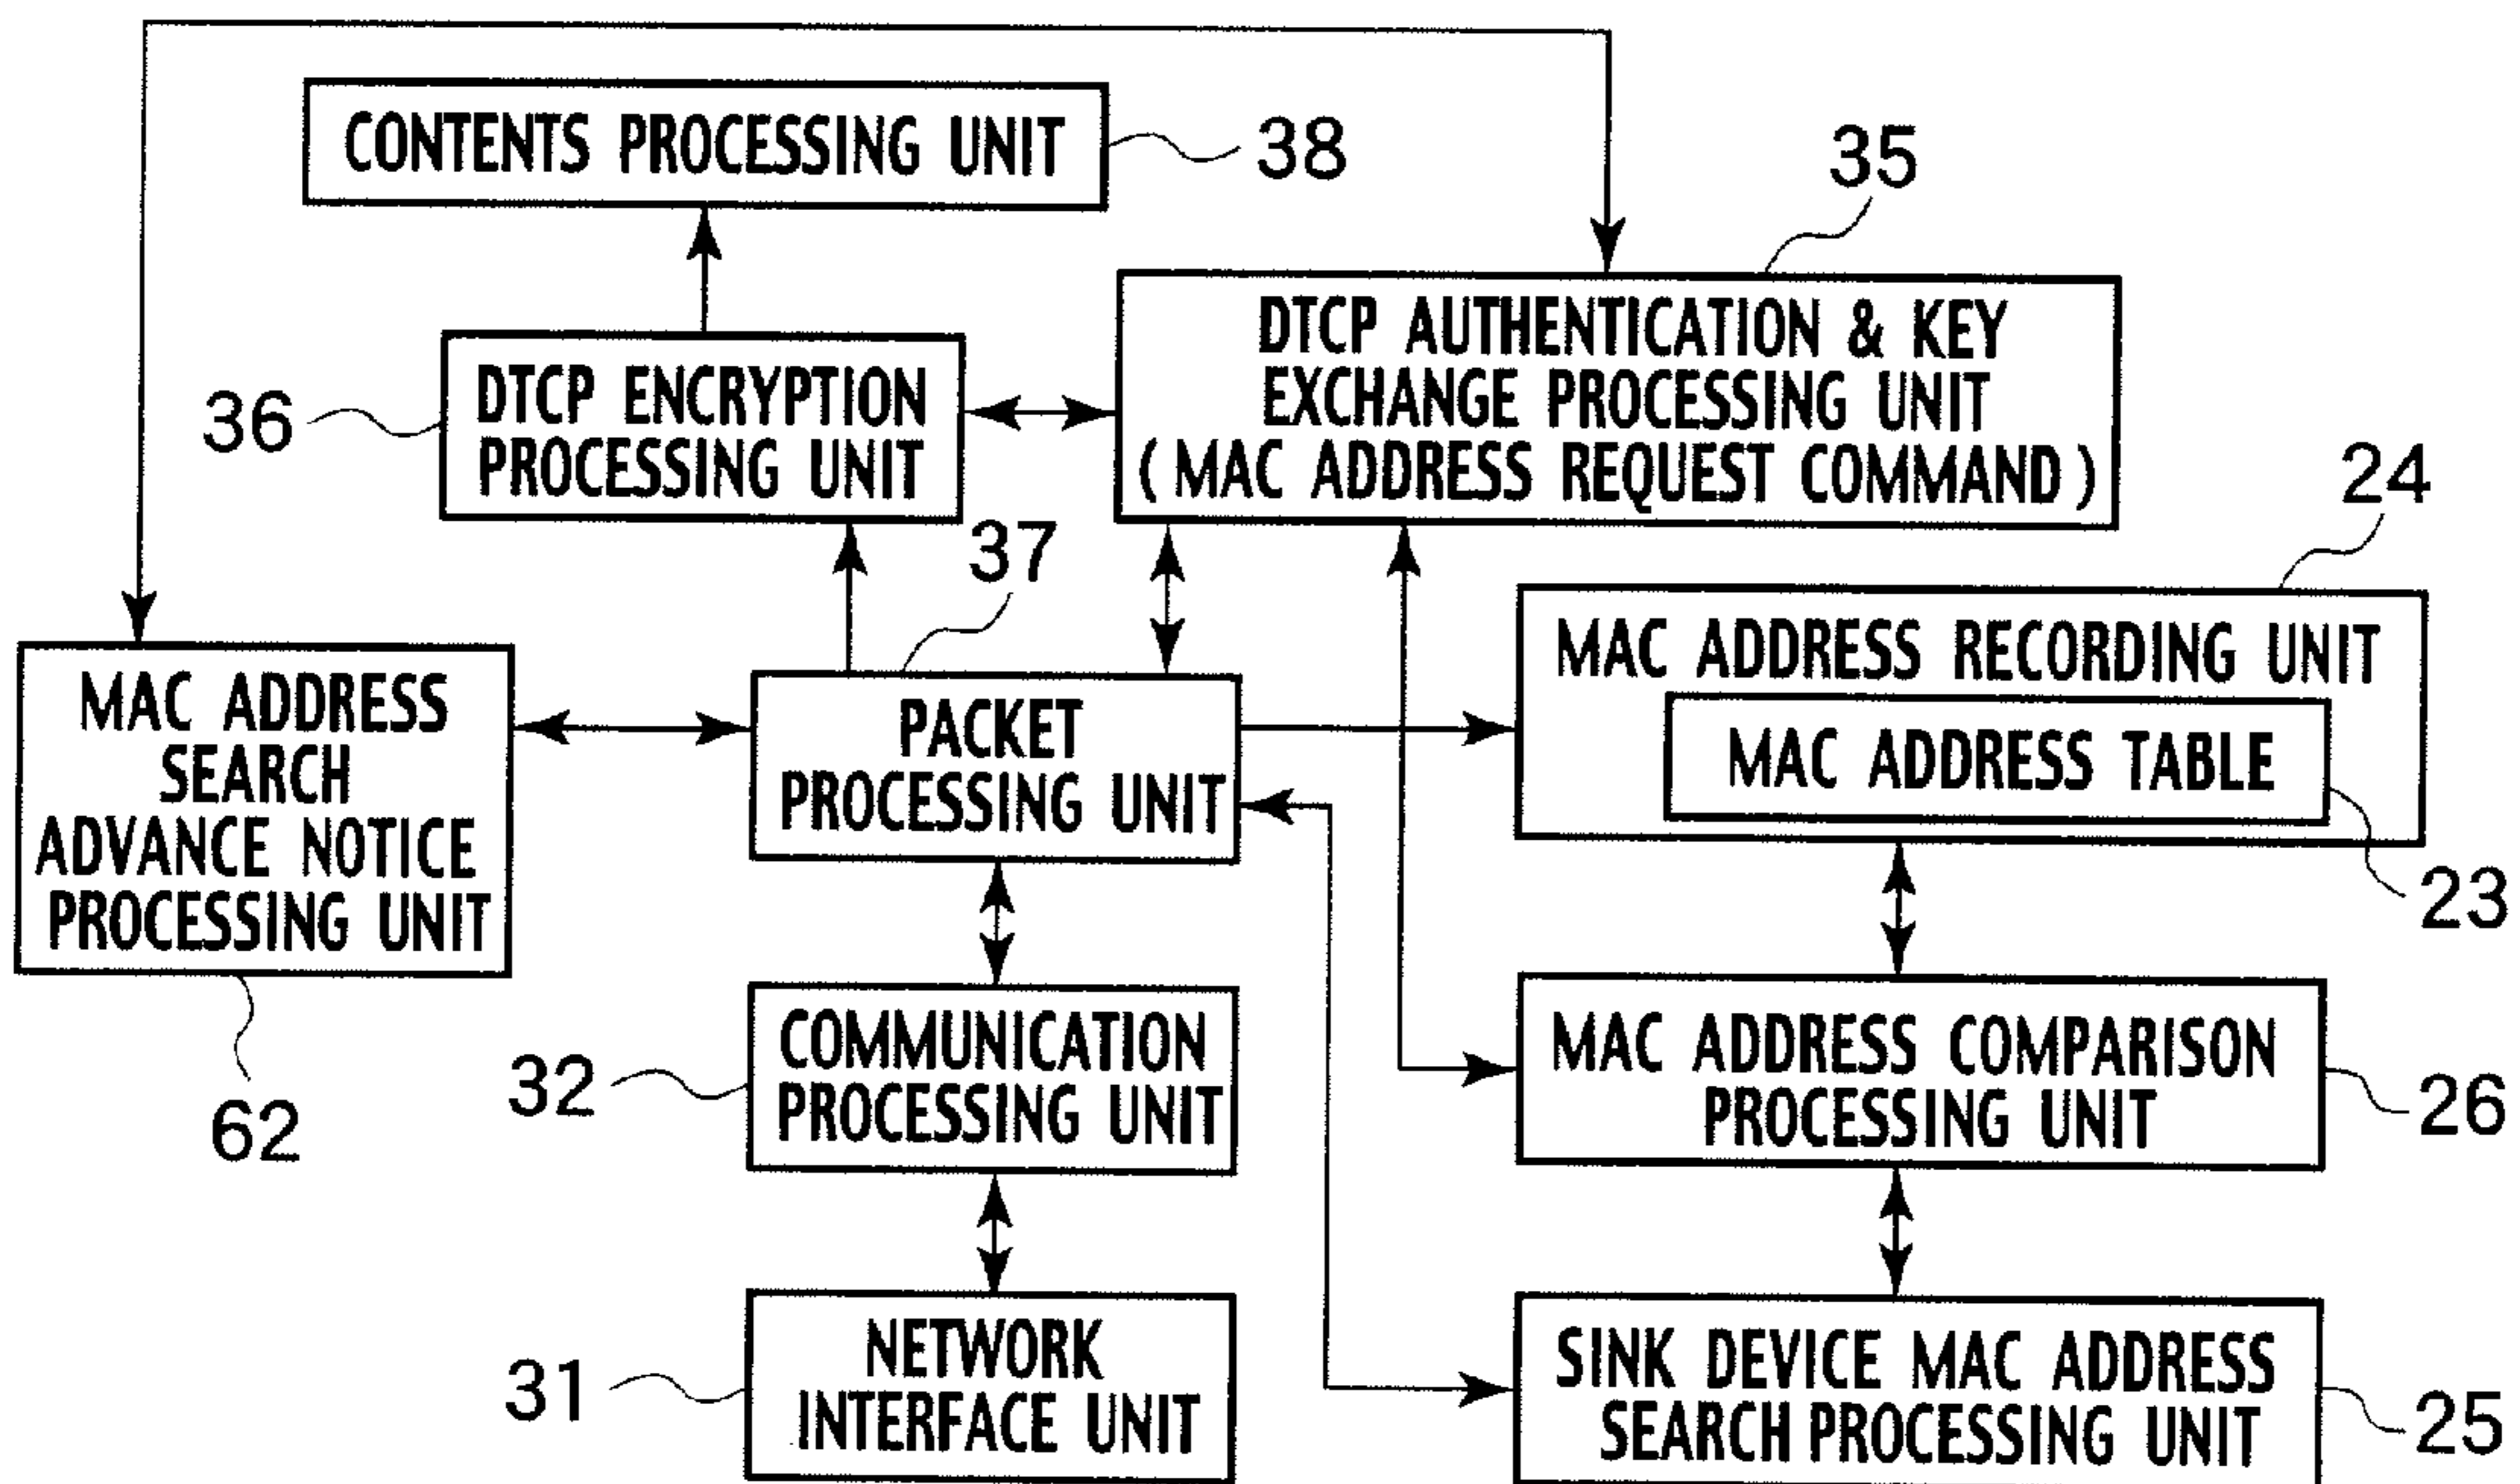 CONTENTS PROCESSING UNIT
38
35
DTCP AUTHENTICATION & KEY
EXCHANGE PROCESSING UNIT
( MAC ADDRESS REQUEST COMMAND )
36
DTCP ENCRYPTION
PROCESSING UNIT
24
37
MAC ADDRESS RECORDING UNIT
MAC ADDRESS TABLE
23
MAC ADDRESS
SEARCH
ADVANCE NOTICE
PROCESSING UNIT
62
PACKET
PROCESSING UNIT
32
COMMUNICATION
PROCESSING UNIT
MAC ADDRESS COMPARISON
PROCESSING UNIT
26
31
NETWORK
INTERFACE UNIT
SINK DEVICE MAC ADDRESS
SEARCH PROCESSING UNIT
25